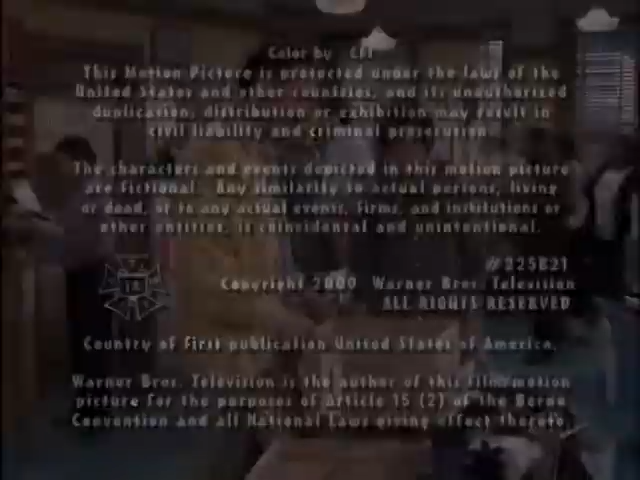 Color by CFI
This Motion Picture is protected under the laws of the
United States and other countries, and its unauthorized
duplication, distribution or exhibition may result in
civil liability and criminal prosecution.
The characters and events depicted in this motion picture
are fictional. Any similarity to actual persons, living
or dead, or to any actual events, firms, and institutions or
other entities, is coincidental and unintentional.
#225821
Copyright 2000 Warner Bros. Television
ALL RIGHTS RESERVED
Country of First publication United States of America.
Warner Bros. Television is the author of this film/motion
picture for the purposes of Article 15 (2) of the Berne
Convention and all National Laws giving effect thereto.